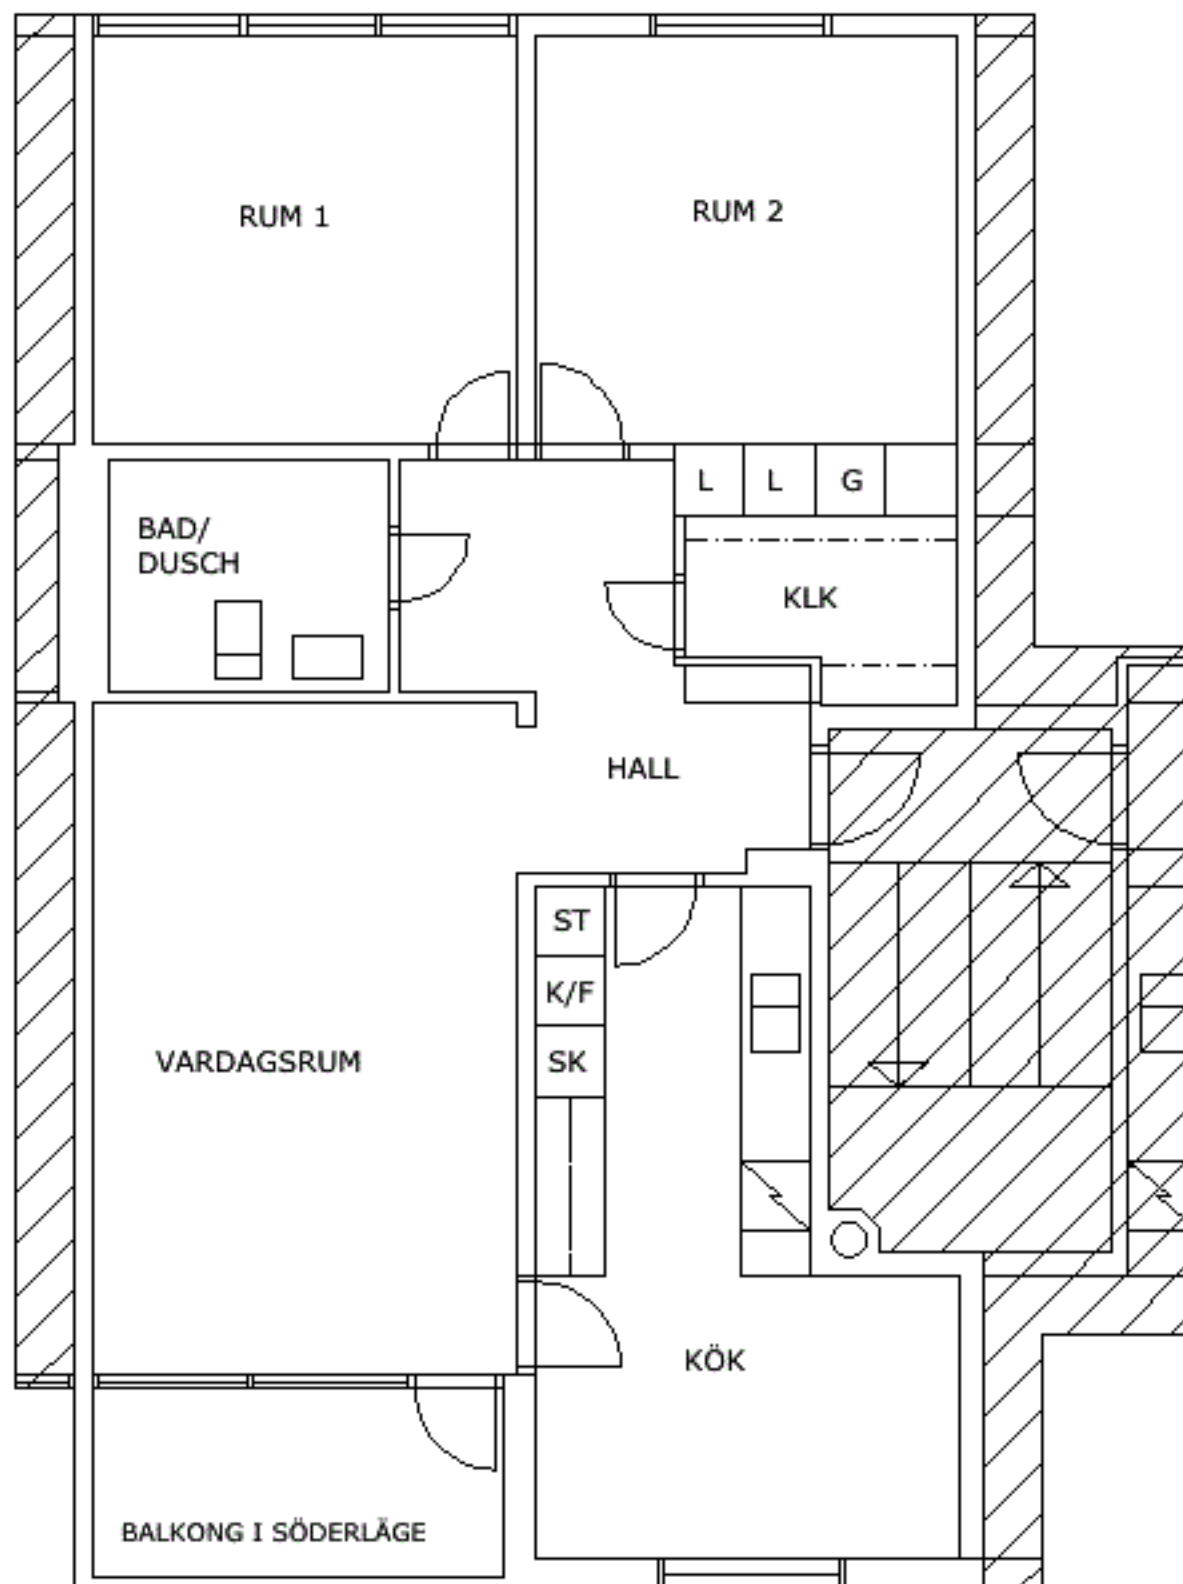 RUM 1
RUM 2
L
L
G
BAD/
DUSCH
KLK
HALL
ST
K/F
SK
VARDAGSRUM
KÖK
BALKONG I SÖDERLÄGE